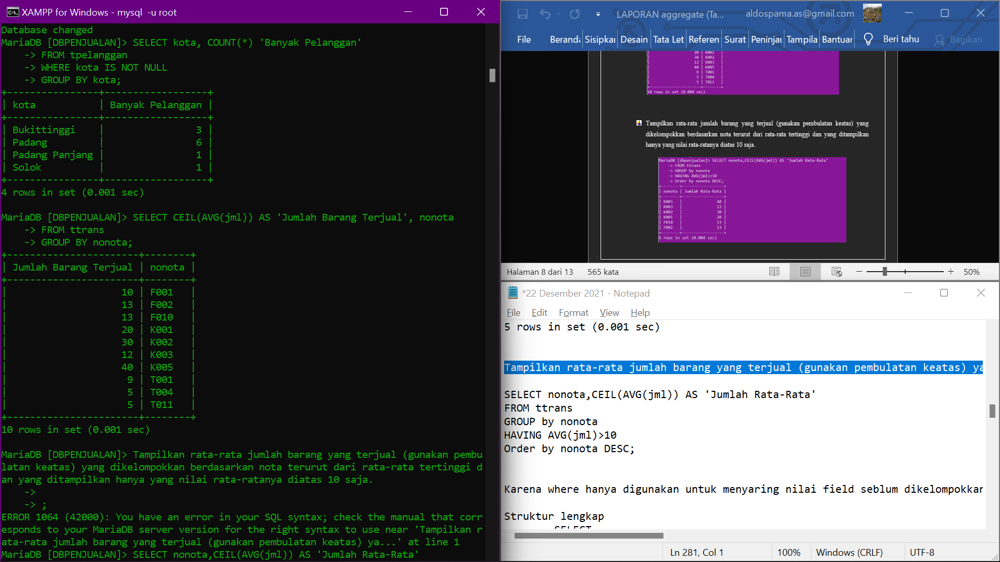 XAMPP for Windows - mysql -u root
Database changed
MariaDB [DBPENJUALAN]> SELECT kota, COUNT(*) 'Banyak Pelanggan'
    -> FROM tpelanggan
    -> WHERE kota IS NOT NULL
    -> GROUP BY kota;
+----------------+------------------+
| kota           | Banyak Pelanggan |
+----------------+------------------+
| Bukittinggi    |                3 |
| Padang         |                6 |
| Padang Panjang |                1 |
| Solok          |                1 |
+----------------+------------------+
4 rows in set (0.001 sec)
MariaDB [DBPENJUALAN]> SELECT CEIL(AVG(jml)) AS 'Jumlah Barang Terjual', nonota
    -> FROM ttrans
    -> GROUP BY nonota;
+-----------------------+--------+
| Jumlah Barang Terjual | nonota |
+-----------------------+--------+
|                    10 | F001   |
|                    13 | F002   |
|                    13 | F010   |
|                    20 | K001   |
|                    30 | K002   |
|                    12 | K003   |
|                    40 | K005   |
|                     9 | T001   |
|                     5 | T004   |
|                     5 | T011   |
+-----------------------+--------+
10 rows in set (0.001 sec)
MariaDB [DBPENJUALAN]> Tampilkan rata-rata jumlah barang yang terjual (gunakan pembu
latan keatas) yang dikelompokkan berdasarkan nota terurut dari rata-rata tertinggi d
an yang ditampilkan hanya yang nilai rata-ratanya diatas 10 saja.
    ->
    -> ;
ERROR 1064 (42000): You have an error in your SQL syntax; check the manual that corr
esponds to your MariaDB server version for the right syntax to use near 'Tampilkan r
ata-rata jumlah barang yang terjual (gunakan pembulatan keatas) ya...' at line 1
MariaDB [DBPENJUALAN]> SELECT nonota,CEIL(AVG(jml)) AS 'Jumlah Rata-Rata'
LAPORAN aggregate (Ta...
aldospama.as@gmail.com
File Beranda Sisipkan Desain Tata Let Referen Surat Peninjau Tampila Bantuan Beri tahu Bagikan
| 20 | K001 |
| 30 | K002 |
| 12 | K003 |
| 40 | K005 |
| 9 | T001 |
| 5 | T004 |
| 5 | T011 |
10 rows in set (0.004 sec)
Tampilkan rata-rata jumlah barang yang terjual (gunakan pembulatan keatas) yang
dikelompokkan berdasarkan nota terurut dari rata-rata tertinggi dan yang ditampilkan
hanya yang nilai rata-ratanya diatas 10 saja.
MariaDB [dbpenjualan]> SELECT nonota,CEIL(AVG(jml)) AS 'Jumlah Rata-Rata'
    -> FROM ttrans
    -> GROUP by nonota
    -> HAVING AVG(jml)>10
    -> Order by nonota DESC;
+--------+------------------+
| nonota | Jumlah Rata-Rata |
+--------+------------------+
| K005   |               40 |
| K003   |               12 |
| K002   |               30 |
| K001   |               20 |
| F010   |               13 |
| F002   |               13 |
+--------+------------------+
6 rows in set (0.004 sec)
Halaman 8 dari 13 565 kata 50%
*22 Desember 2021 - Notepad
File Edit Format View Help
5 rows in set (0.001 sec)
Tampilkan rata-rata jumlah barang yang terjual (gunakan pembulatan keatas) ya
SELECT nonota,CEIL(AVG(jml)) AS 'Jumlah Rata-Rata'
FROM ttrans
GROUP by nonota
HAVING AVG(jml)>10
Order by nonota DESC;
Karena where hanya digunakan untuk menyaring nilai field seblum dikelompokkan
Struktur lengkap
SELECT
Ln 281, Col 1 100% Windows (CRLF) UTF-8